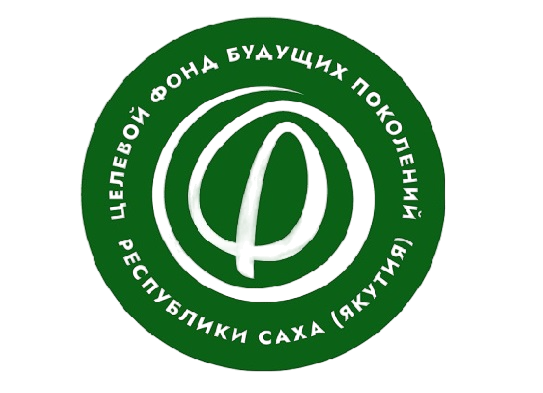 ЦЕЛЕВОЙ ФОНД БУДУЩИХ ПОКОЛЕНИЙ
РЕСПУБЛИКИ САХА (ЯКУТИЯ)